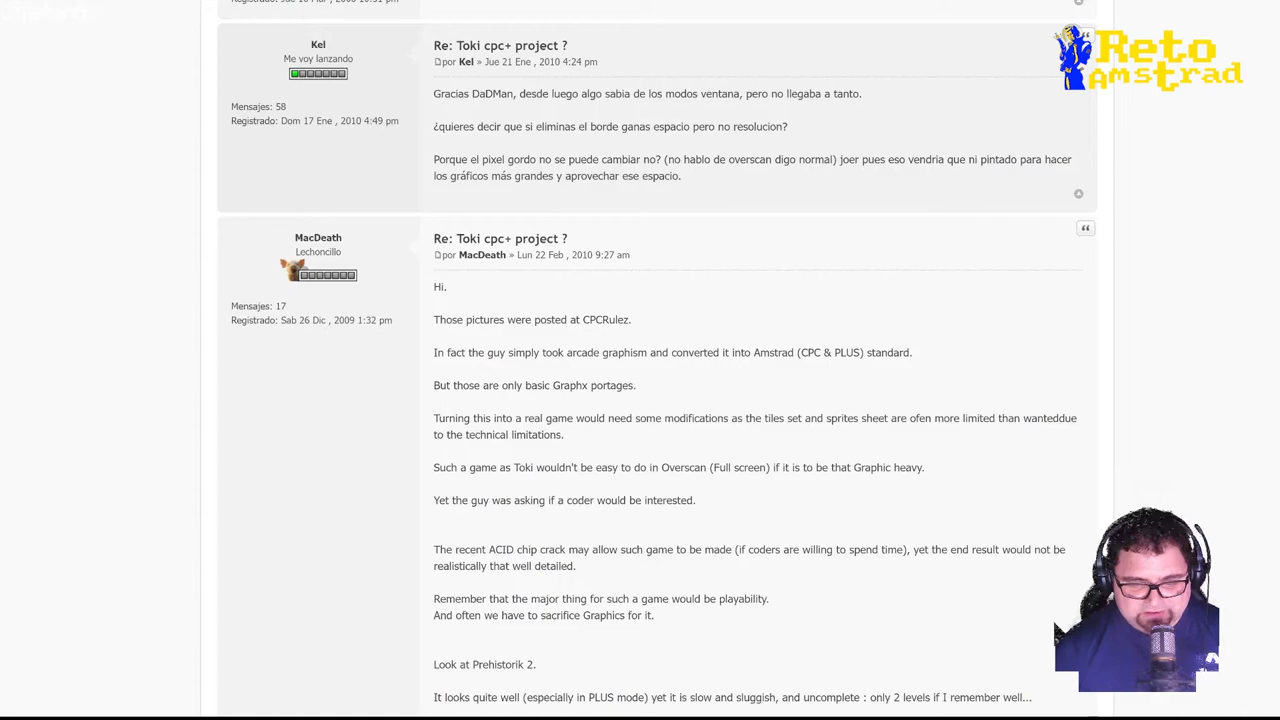 Kel
Me voy lanzando
Mensajes: 58
Registrado: Dom 17 Ene , 2010 4:49 pm
Re: Toki cpc+ project ?
por Kel » Jue 21 Ene , 2010 4:24 pm
Gracias DaDMan, desde luego algo sabia de los modos ventana, pero no llegaba a tanto.
¿quieres decir que si eliminas el borde ganas espacio pero no resolucion?
Porque el pixel gordo no se puede cambiar no? (no hablo de overscan digo normal) joer pues eso vendria que ni pintado para hacer
los gráficos más grandes y aprovechar ese espacio.
Reto
Amstrad
MacDeath
Lechoncillo
Mensajes: 17
Registrado: Sab 26 Dic , 2009 1:32 pm
Re: Toki cpc+ project ?
por MacDeath » Lun 22 Feb , 2010 9:27 am
Hi.
Those pictures were posted at CPCRulez.
In fact the guy simply took arcade graphism and converted it into Amstrad (CPC & PLUS) standard.
But those are only basic Graphx portages.
Turning this into a real game would need some modifications as the tiles set and sprites sheet are ofen more limited than wanteddue
to the technical limitations.
Such a game as Toki wouldn't be easy to do in Overscan (Full screen) if it is to be that Graphic heavy.
Yet the guy was asking if a coder would be interested.
The recent ACID chip crack may allow such game to be made (if coders are willing to spend time), yet the end result would not be
realistically that well detailed.
Remember that the major thing for such a game would be playability.
And often we have to sacrifice Graphics for it.
Look at Prehistorik 2.
It looks quite well (especially in PLUS mode) yet it is slow and sluggish, and uncomplete : only 2 levels if I remember well...